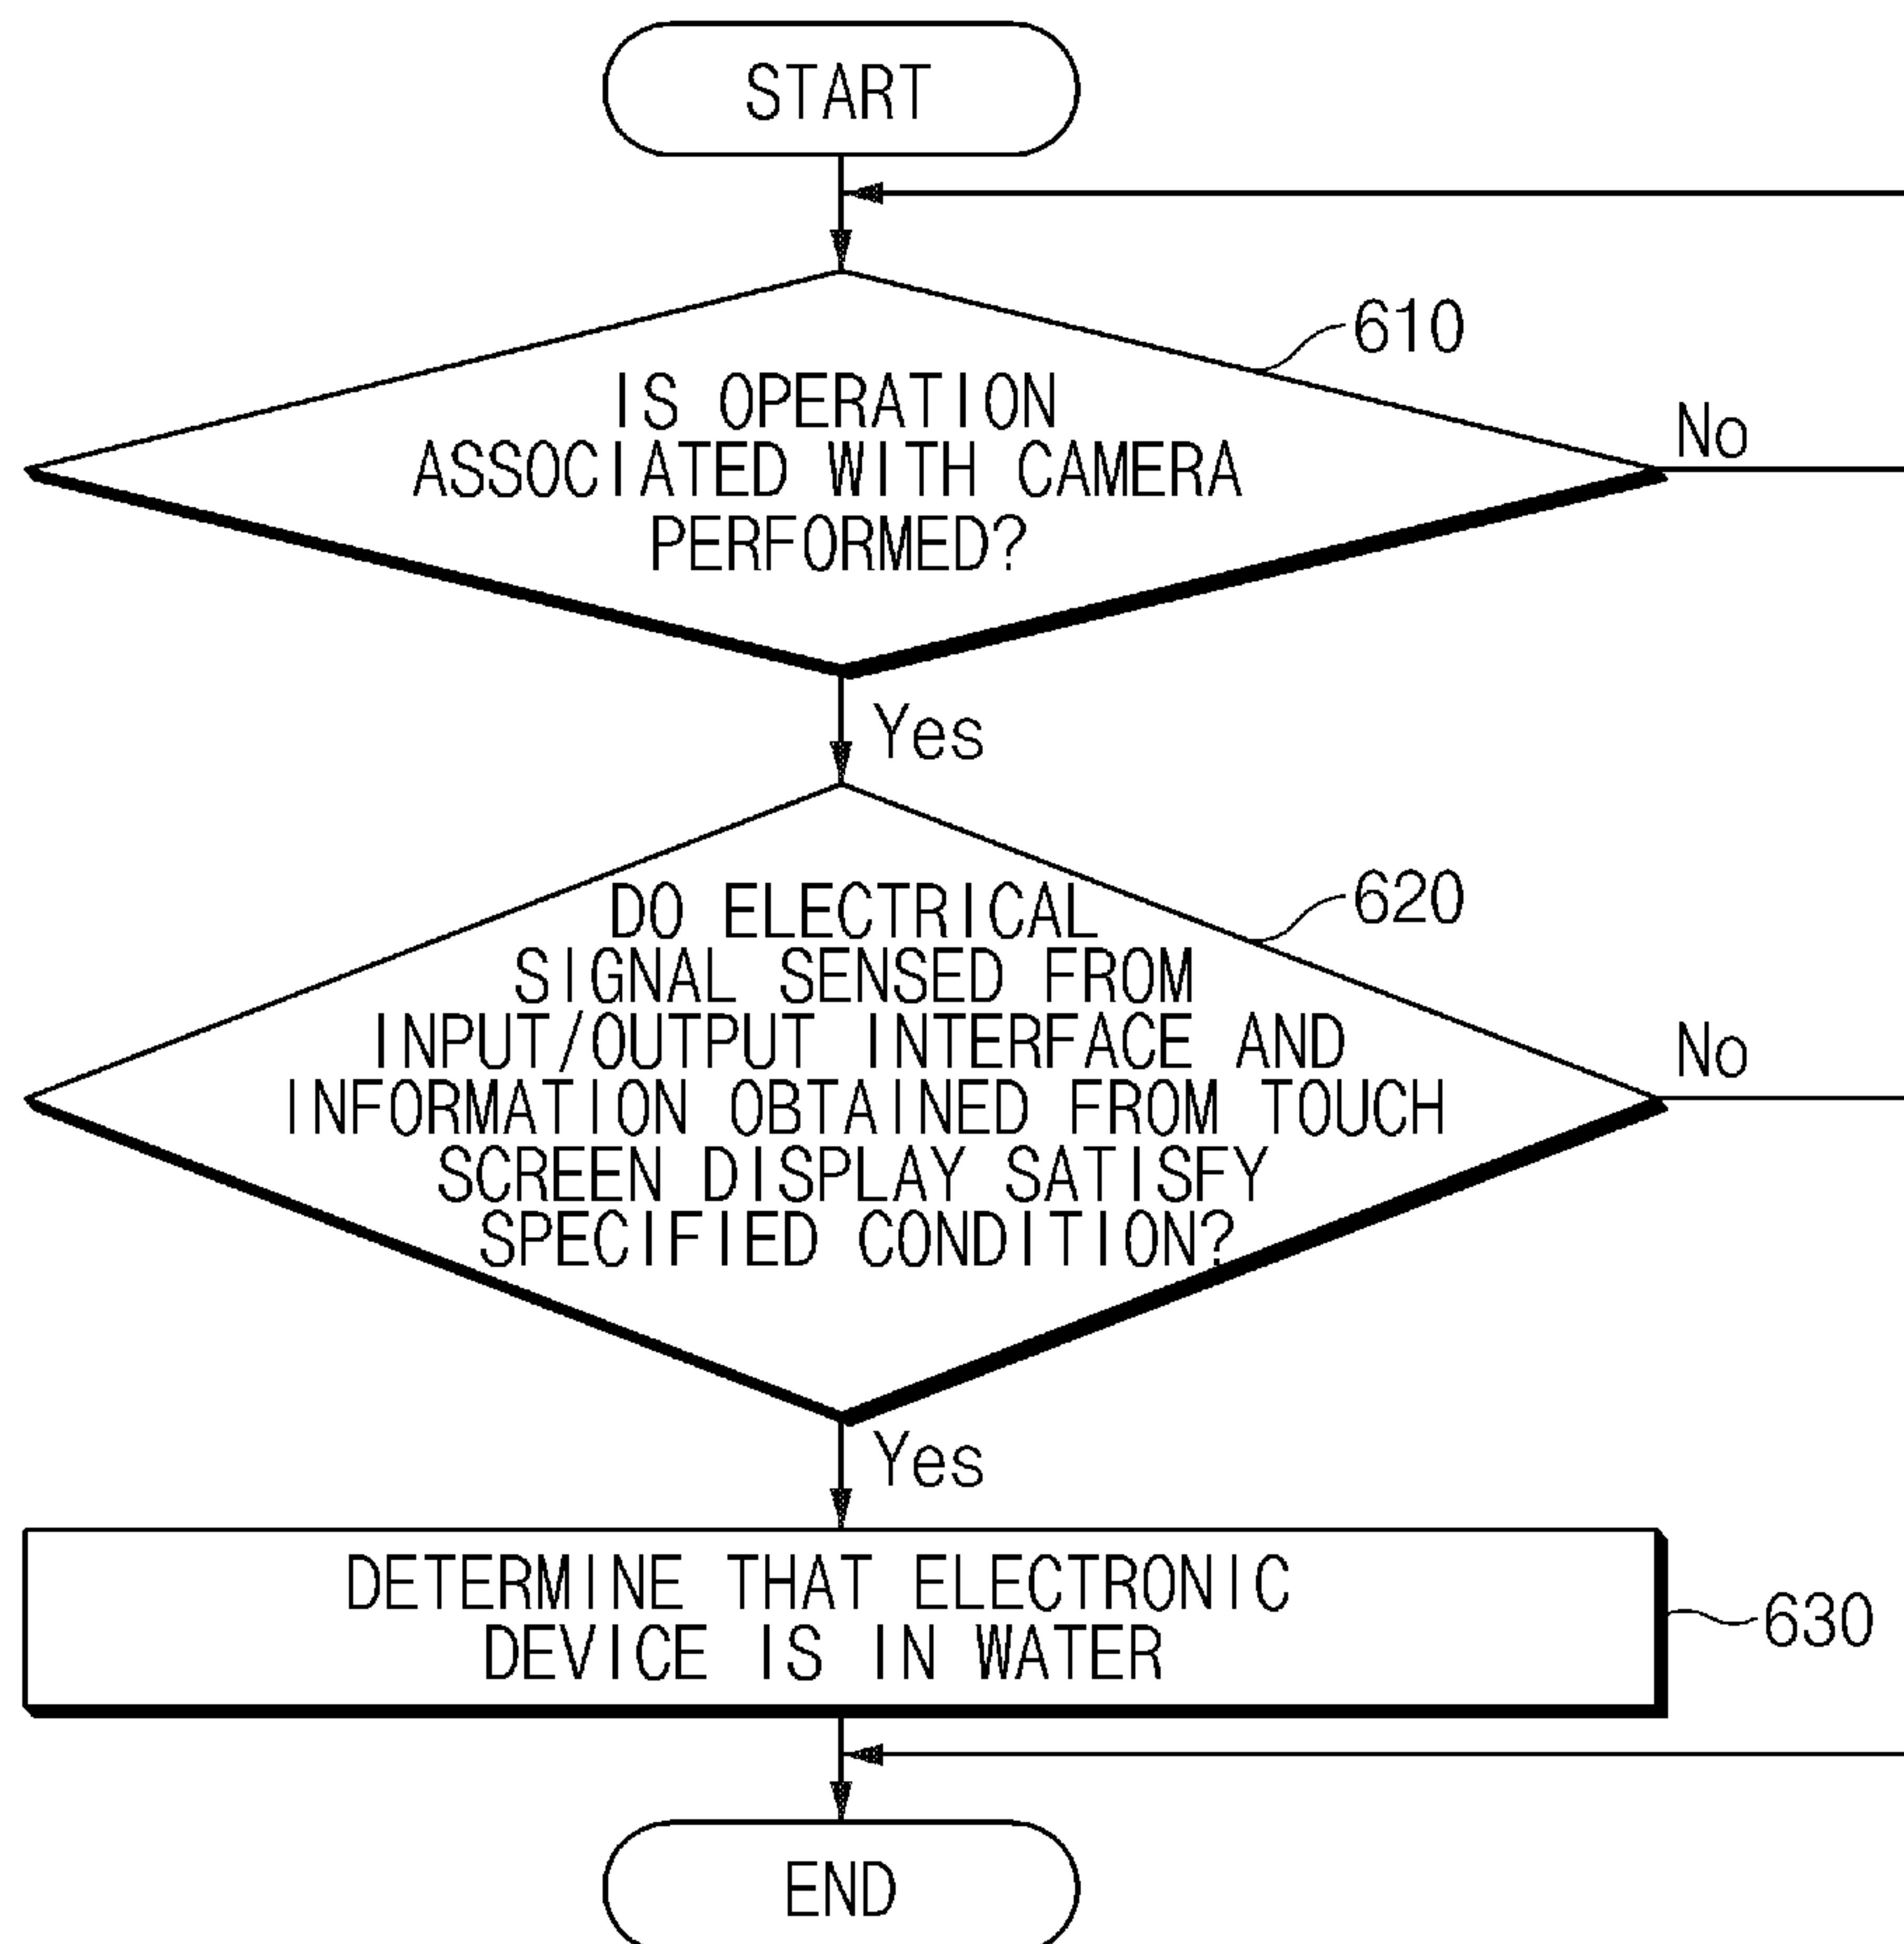 START
610
IS OPERATION
ASSOCIATED WITH CAMERA
PERFORMED?
No
Yes
620
DO ELECTRICAL
SIGNAL SENSED FROM
INPUT/OUTPUT INTERFACE AND
INFORMATION OBTAINED FROM TOUCH
SCREEN DISPLAY SATISFY
SPECIFIED CONDITION?
No
Yes
DETERMINE THAT ELECTRONIC
DEVICE IS IN WATER
630
END